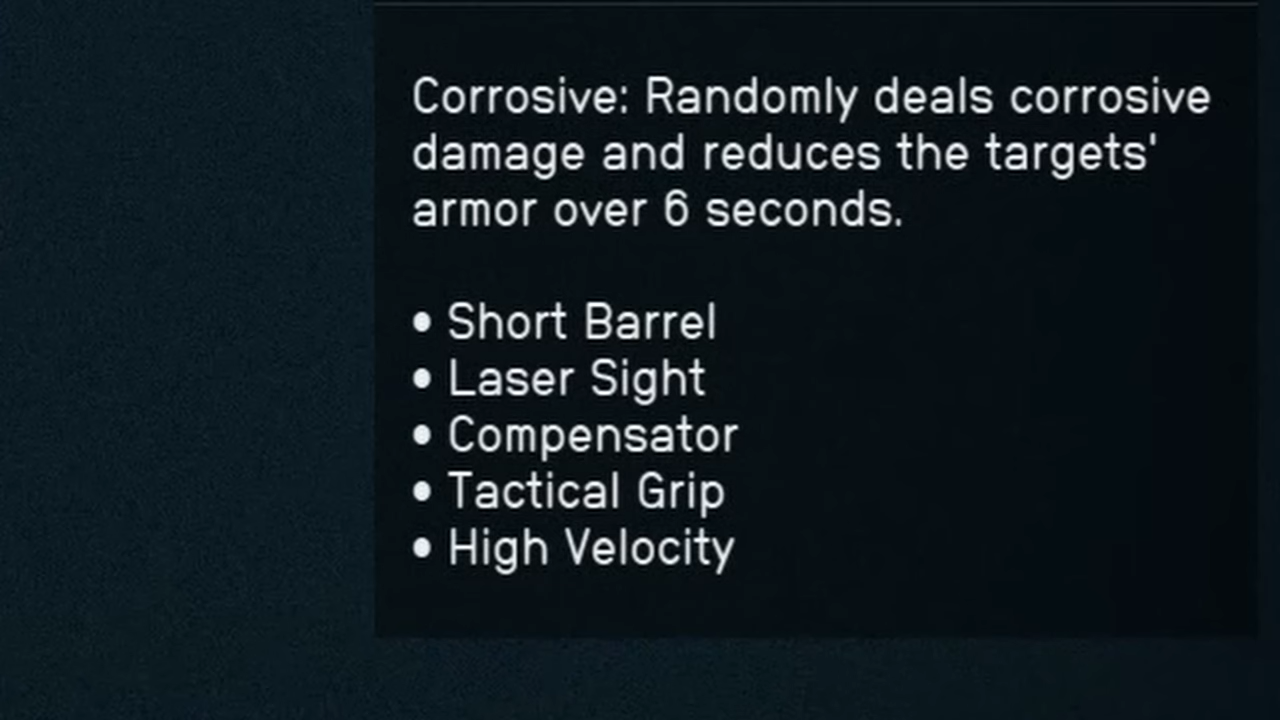 Corrosive: Randomly deals corrosive
damage and reduces the targets'
armor over 6 seconds.
• Short Barrel
• Laser Sight
• Compensator
• Tactical Grip
• High Velocity